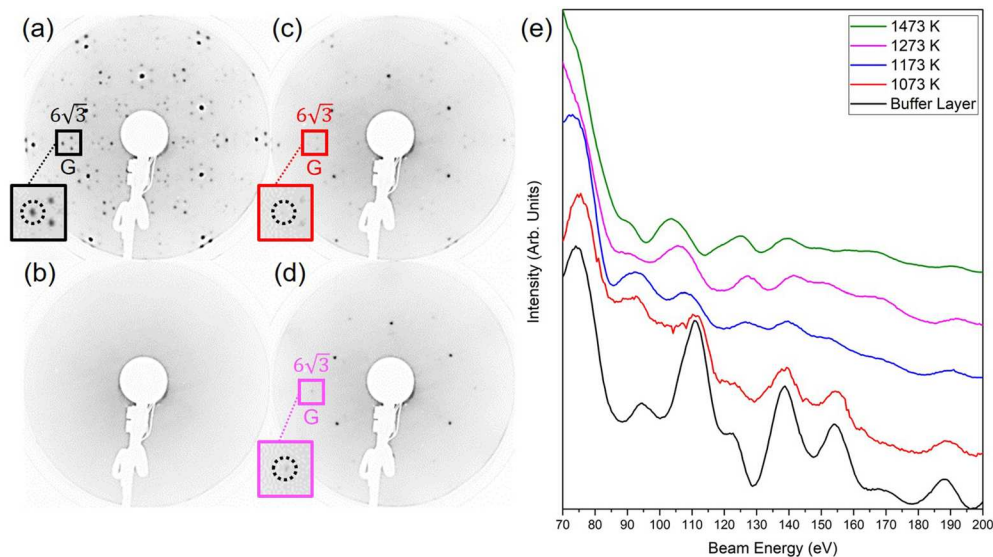 (a)
6√3
G
(b)
(c)
6√3
G
(d)
6√3
G
(e)
1473 K
1273 K
1173 K
1073 K
Buffer Layer
Intensity (Arb. Units)
70 80 90 100 110 120 130 140 150 160 170 180 190 200
Beam Energy (eV)